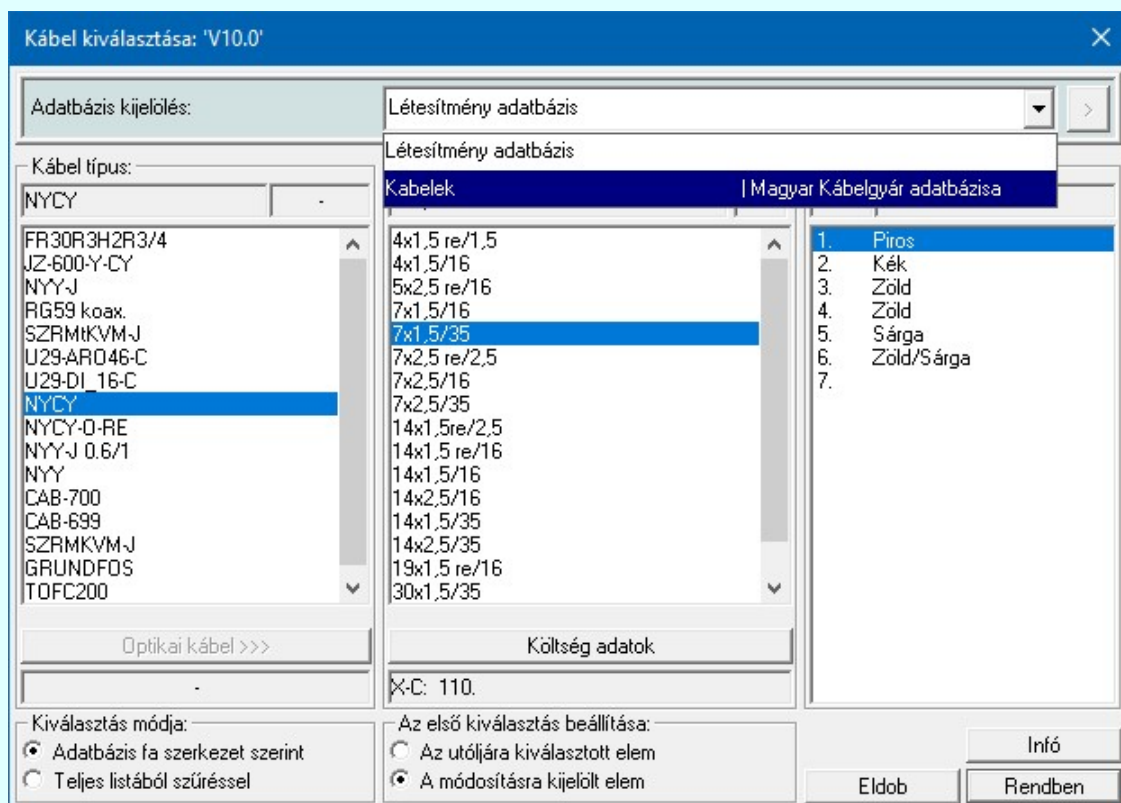 Kábel kiválasztása: 'V10.0'
Adatbázis kijelölés:
Létesítmény adatbázis
>
Létesítmény adatbázis
Kabelek | Magyar Kábelgyár adatbázisa
Kábel típus:
NYCY
-
FR30R3H2R3/4
JZ-600-Y-CY
NYY-J
RG59 koax.
SZRMtKVM-J
U29-ARO46-C
U29-DI_16-C
NYCY
NYCY-O-RE
NYY-J 0.6/1
NYY
CAB-700
CAB-699
SZRMKVM-J
GRUNDFOS
TOFC200
Optikai kábel >>>
-
4x1,5 re/1,5
4x1,5/16
5x2,5 re/16
7x1,5/16
7x1,5/35
7x2,5 re/2,5
7x2,5/16
7x2,5/35
14x1,5re/2,5
14x1,5 re/16
14x1,5/16
14x2,5/16
14x1,5/35
14x2,5/35
19x1,5 re/16
30x1,5/35
Költség adatok
X-C: 110.
1. Piros
2. Kék
3. Zöld
4. Zöld
5. Sárga
6. Zöld/Sárga
7.
Kiválasztás módja:
Adatbázis fa szerkezet szerint
Teljes listából szűréssel
Az első kiválasztás beállítása:
Az utóljára kiválasztott elem
A módosításra kijelölt elem
Infó
Eldob
Rendben